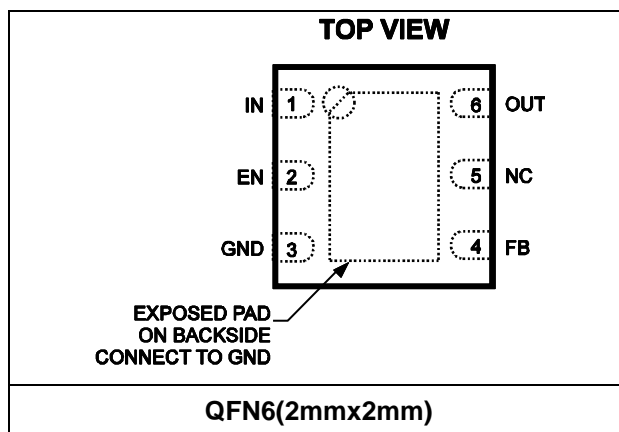 TOP VIEW
IN 1 6 OUT
EN 2 5 NC
GND 3 4 FB
EXPOSED PAD
ON BACKSIDE
CONNECT TO GND
QFN6(2mmx2mm)